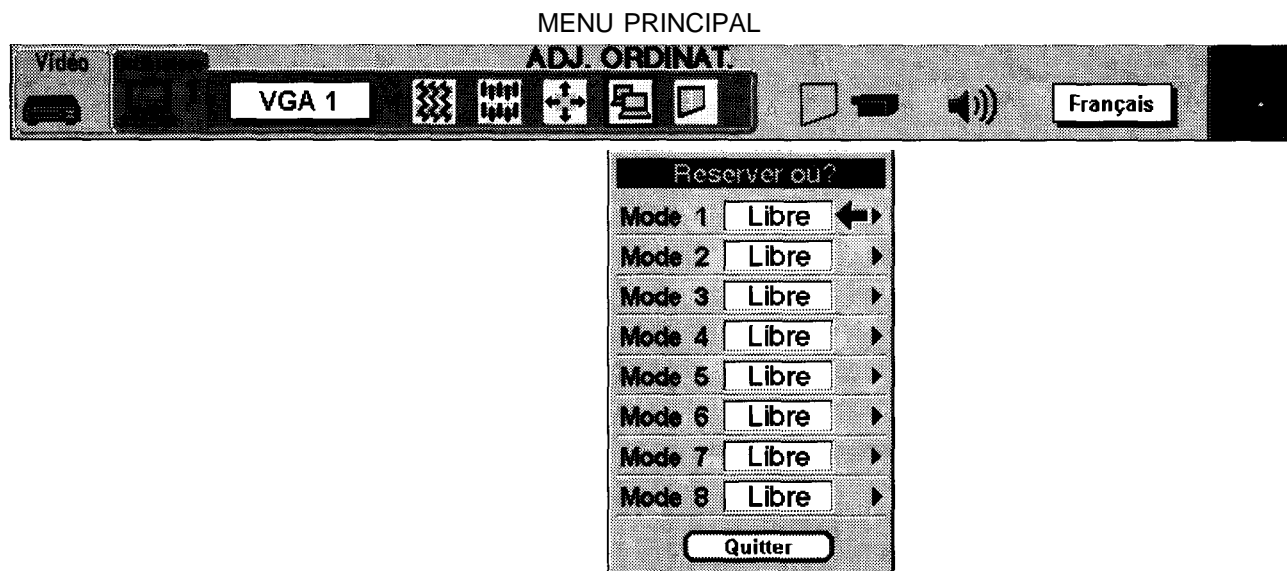 MENU PRINCIPAL
Vidéo
ADJ. ORDINAT.
VGA 1
Français
Reserver où?
Mode 1 Libre
Mode 2 Libre
Mode 3 Libre
Mode 4 Libre
Mode 5 Libre
Mode 6 Libre
Mode 7 Libre
Mode 8 Libre
Quitter